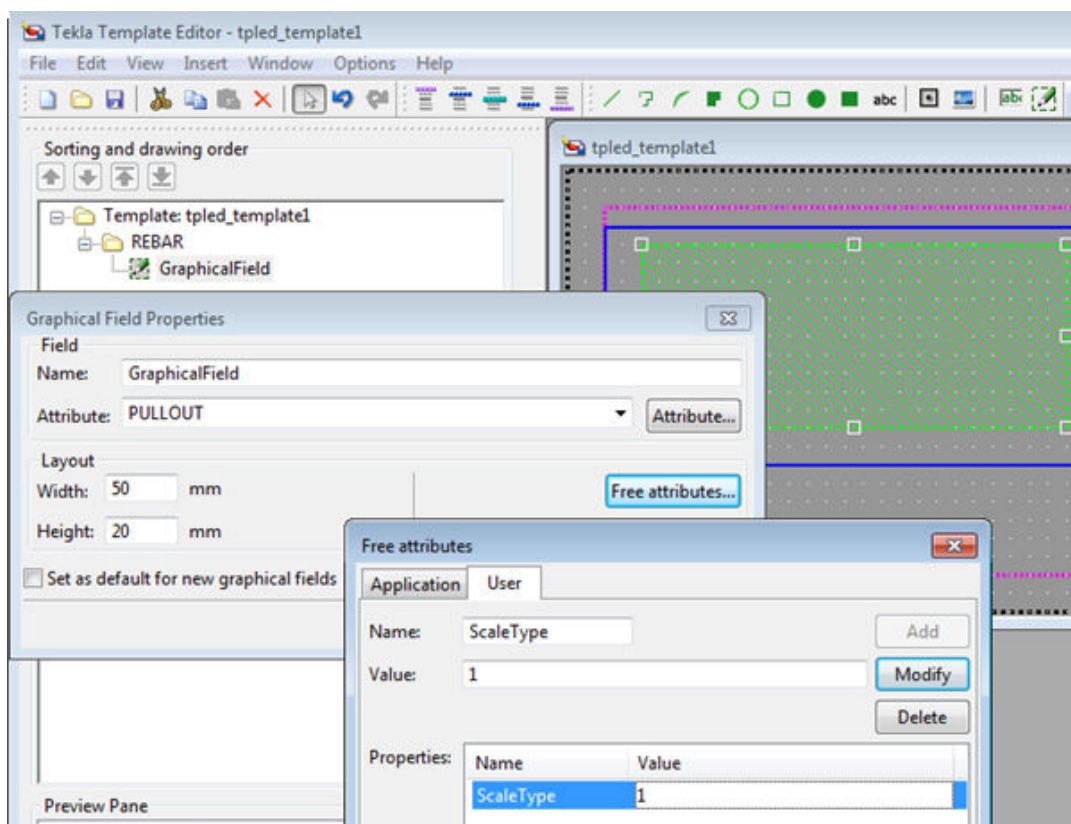 Tekla Template Editor - tpled_template1
File Edit View Insert Window Options Help
abc
Sorting and drawing order
tpled_template1
Template: tpled_template1
REBAR
GraphicalField
Graphical Field Properties
Field
Name: GraphicalField
Attribute: PULLOUT Attribute...
Layout
Width: 50 mm Free attributes...
Height: 20 mm
Set as default for new graphical fields
Free attributes
Application User
Name: ScaleType Add
Value: 1 Modify
Delete
Properties: Name Value
ScaleType 1
Preview Pane